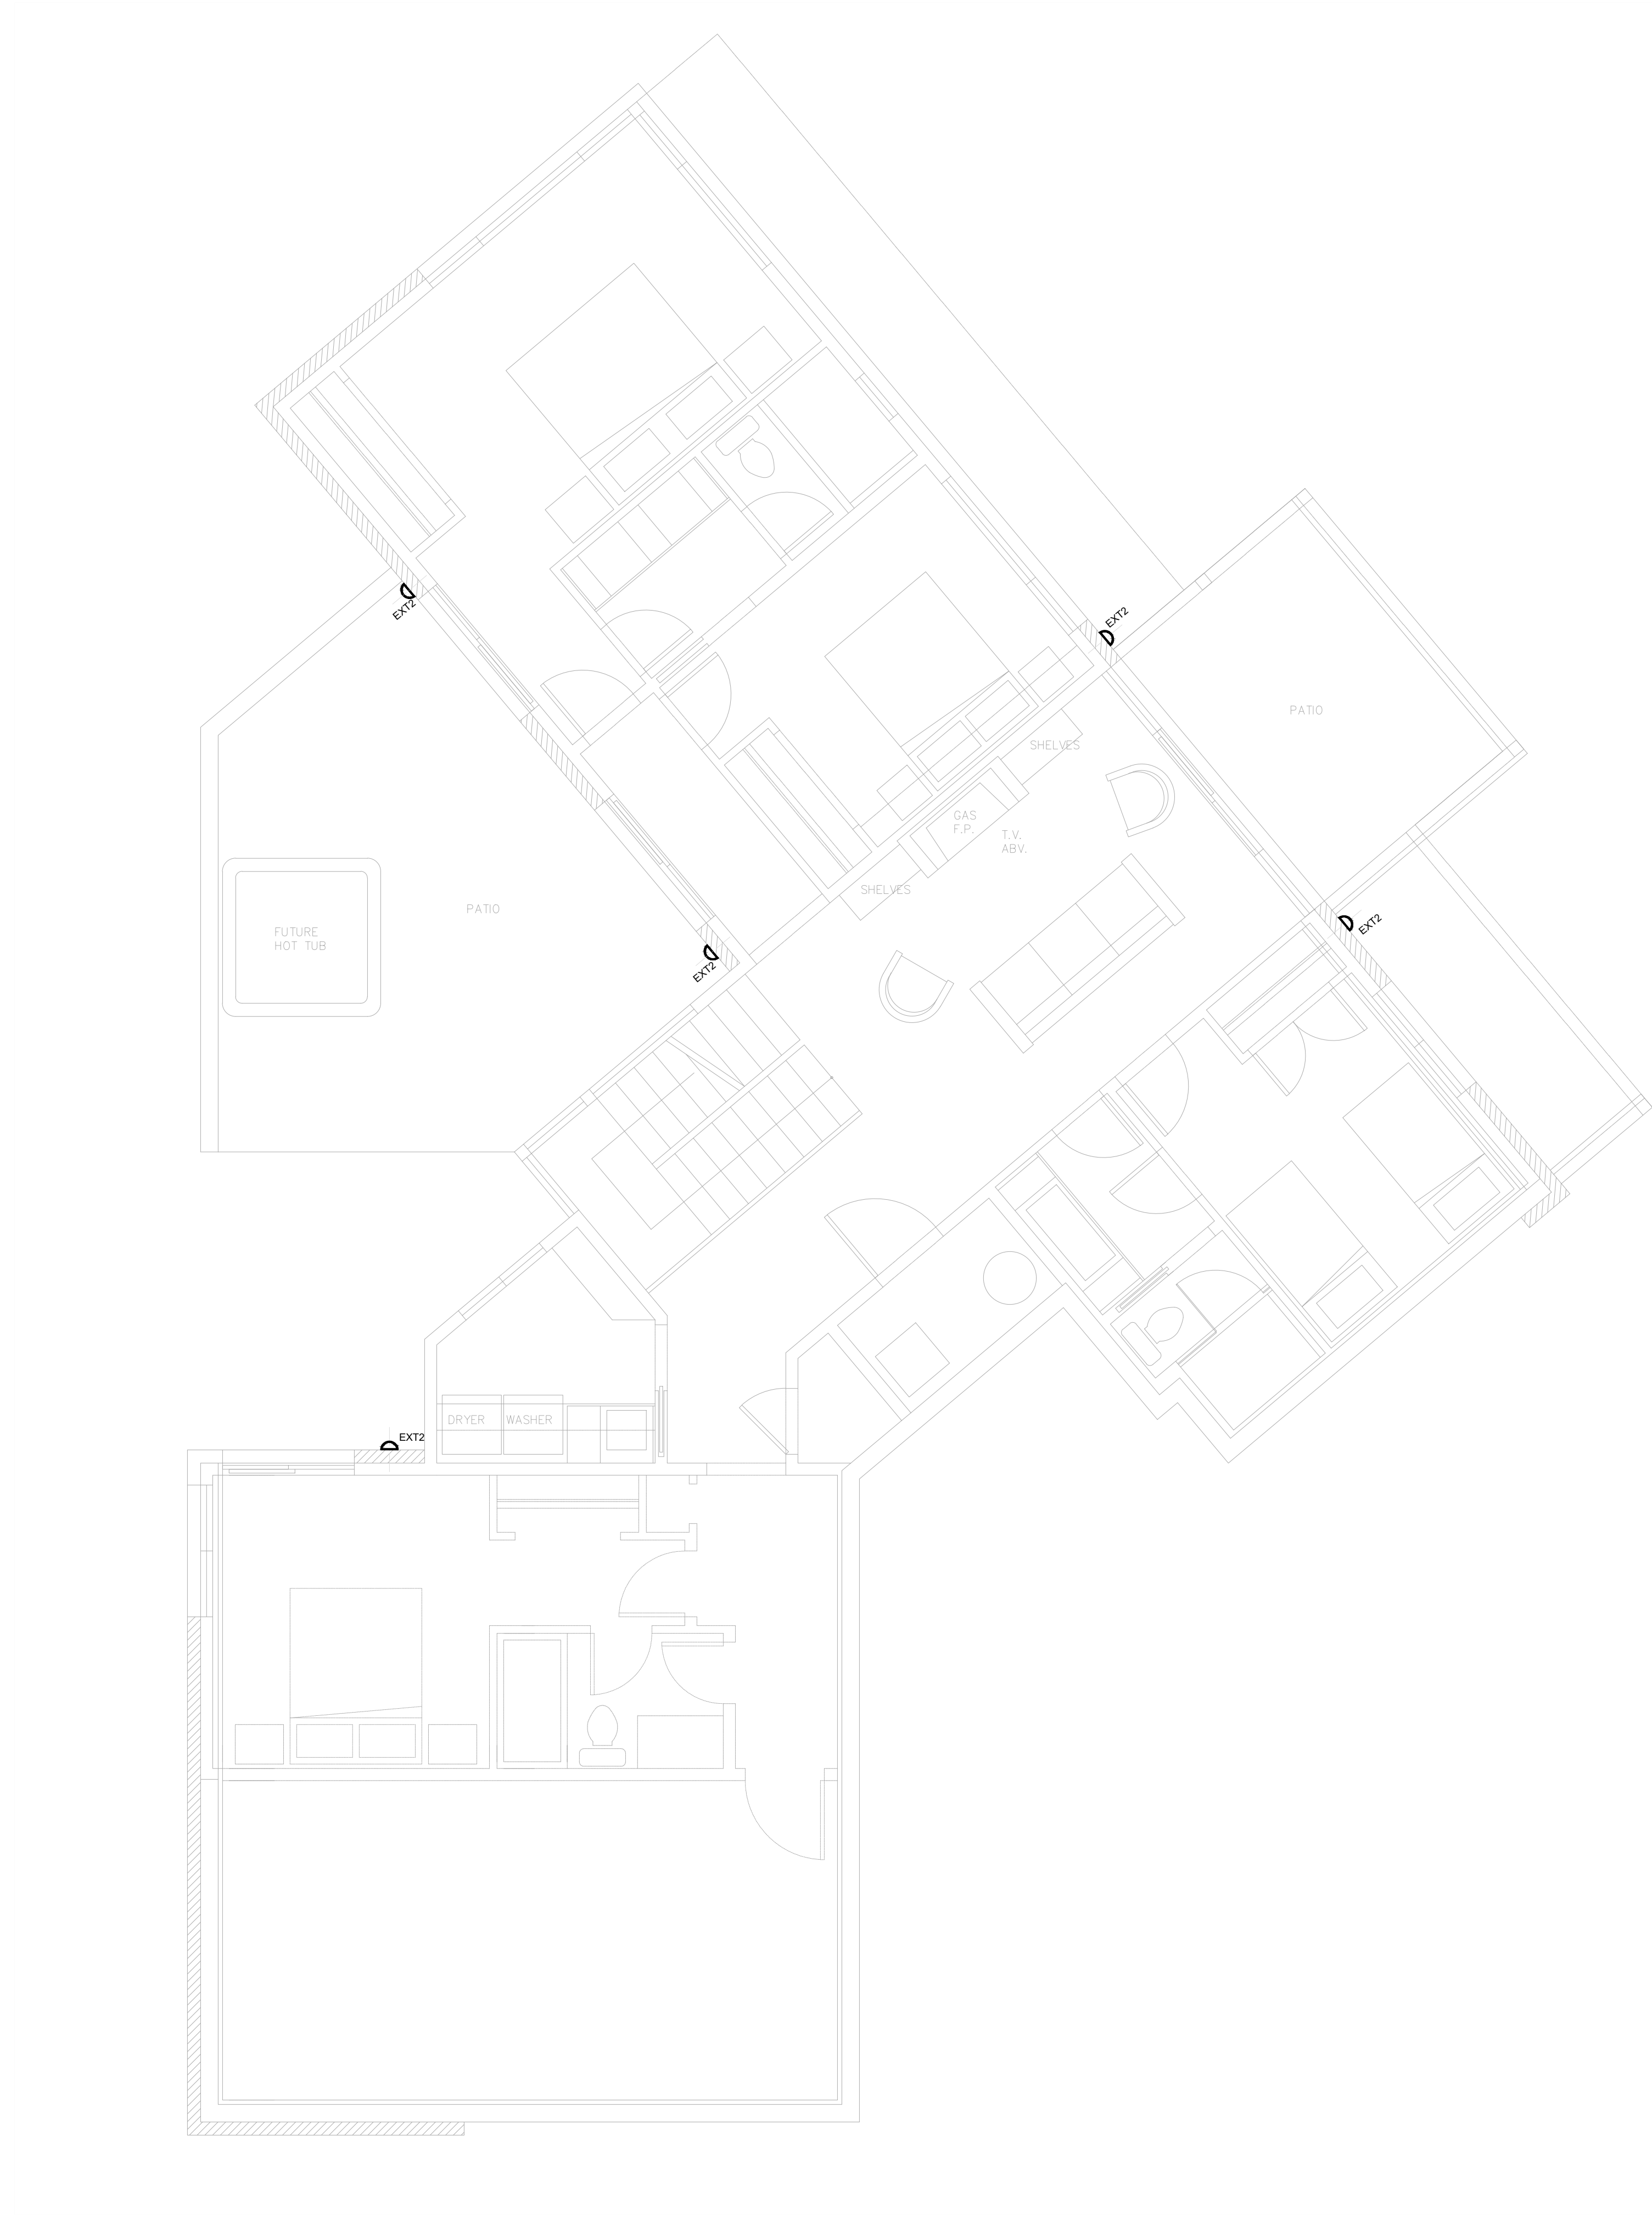 EXT2
EXT2
PATIO
SHELVES
GAS
F.P.
T.V.
ABV.
SHELVES
PATIO
EXT2
FUTURE
HOT TUB
EXT2
DRYER
WASHER
EXT2